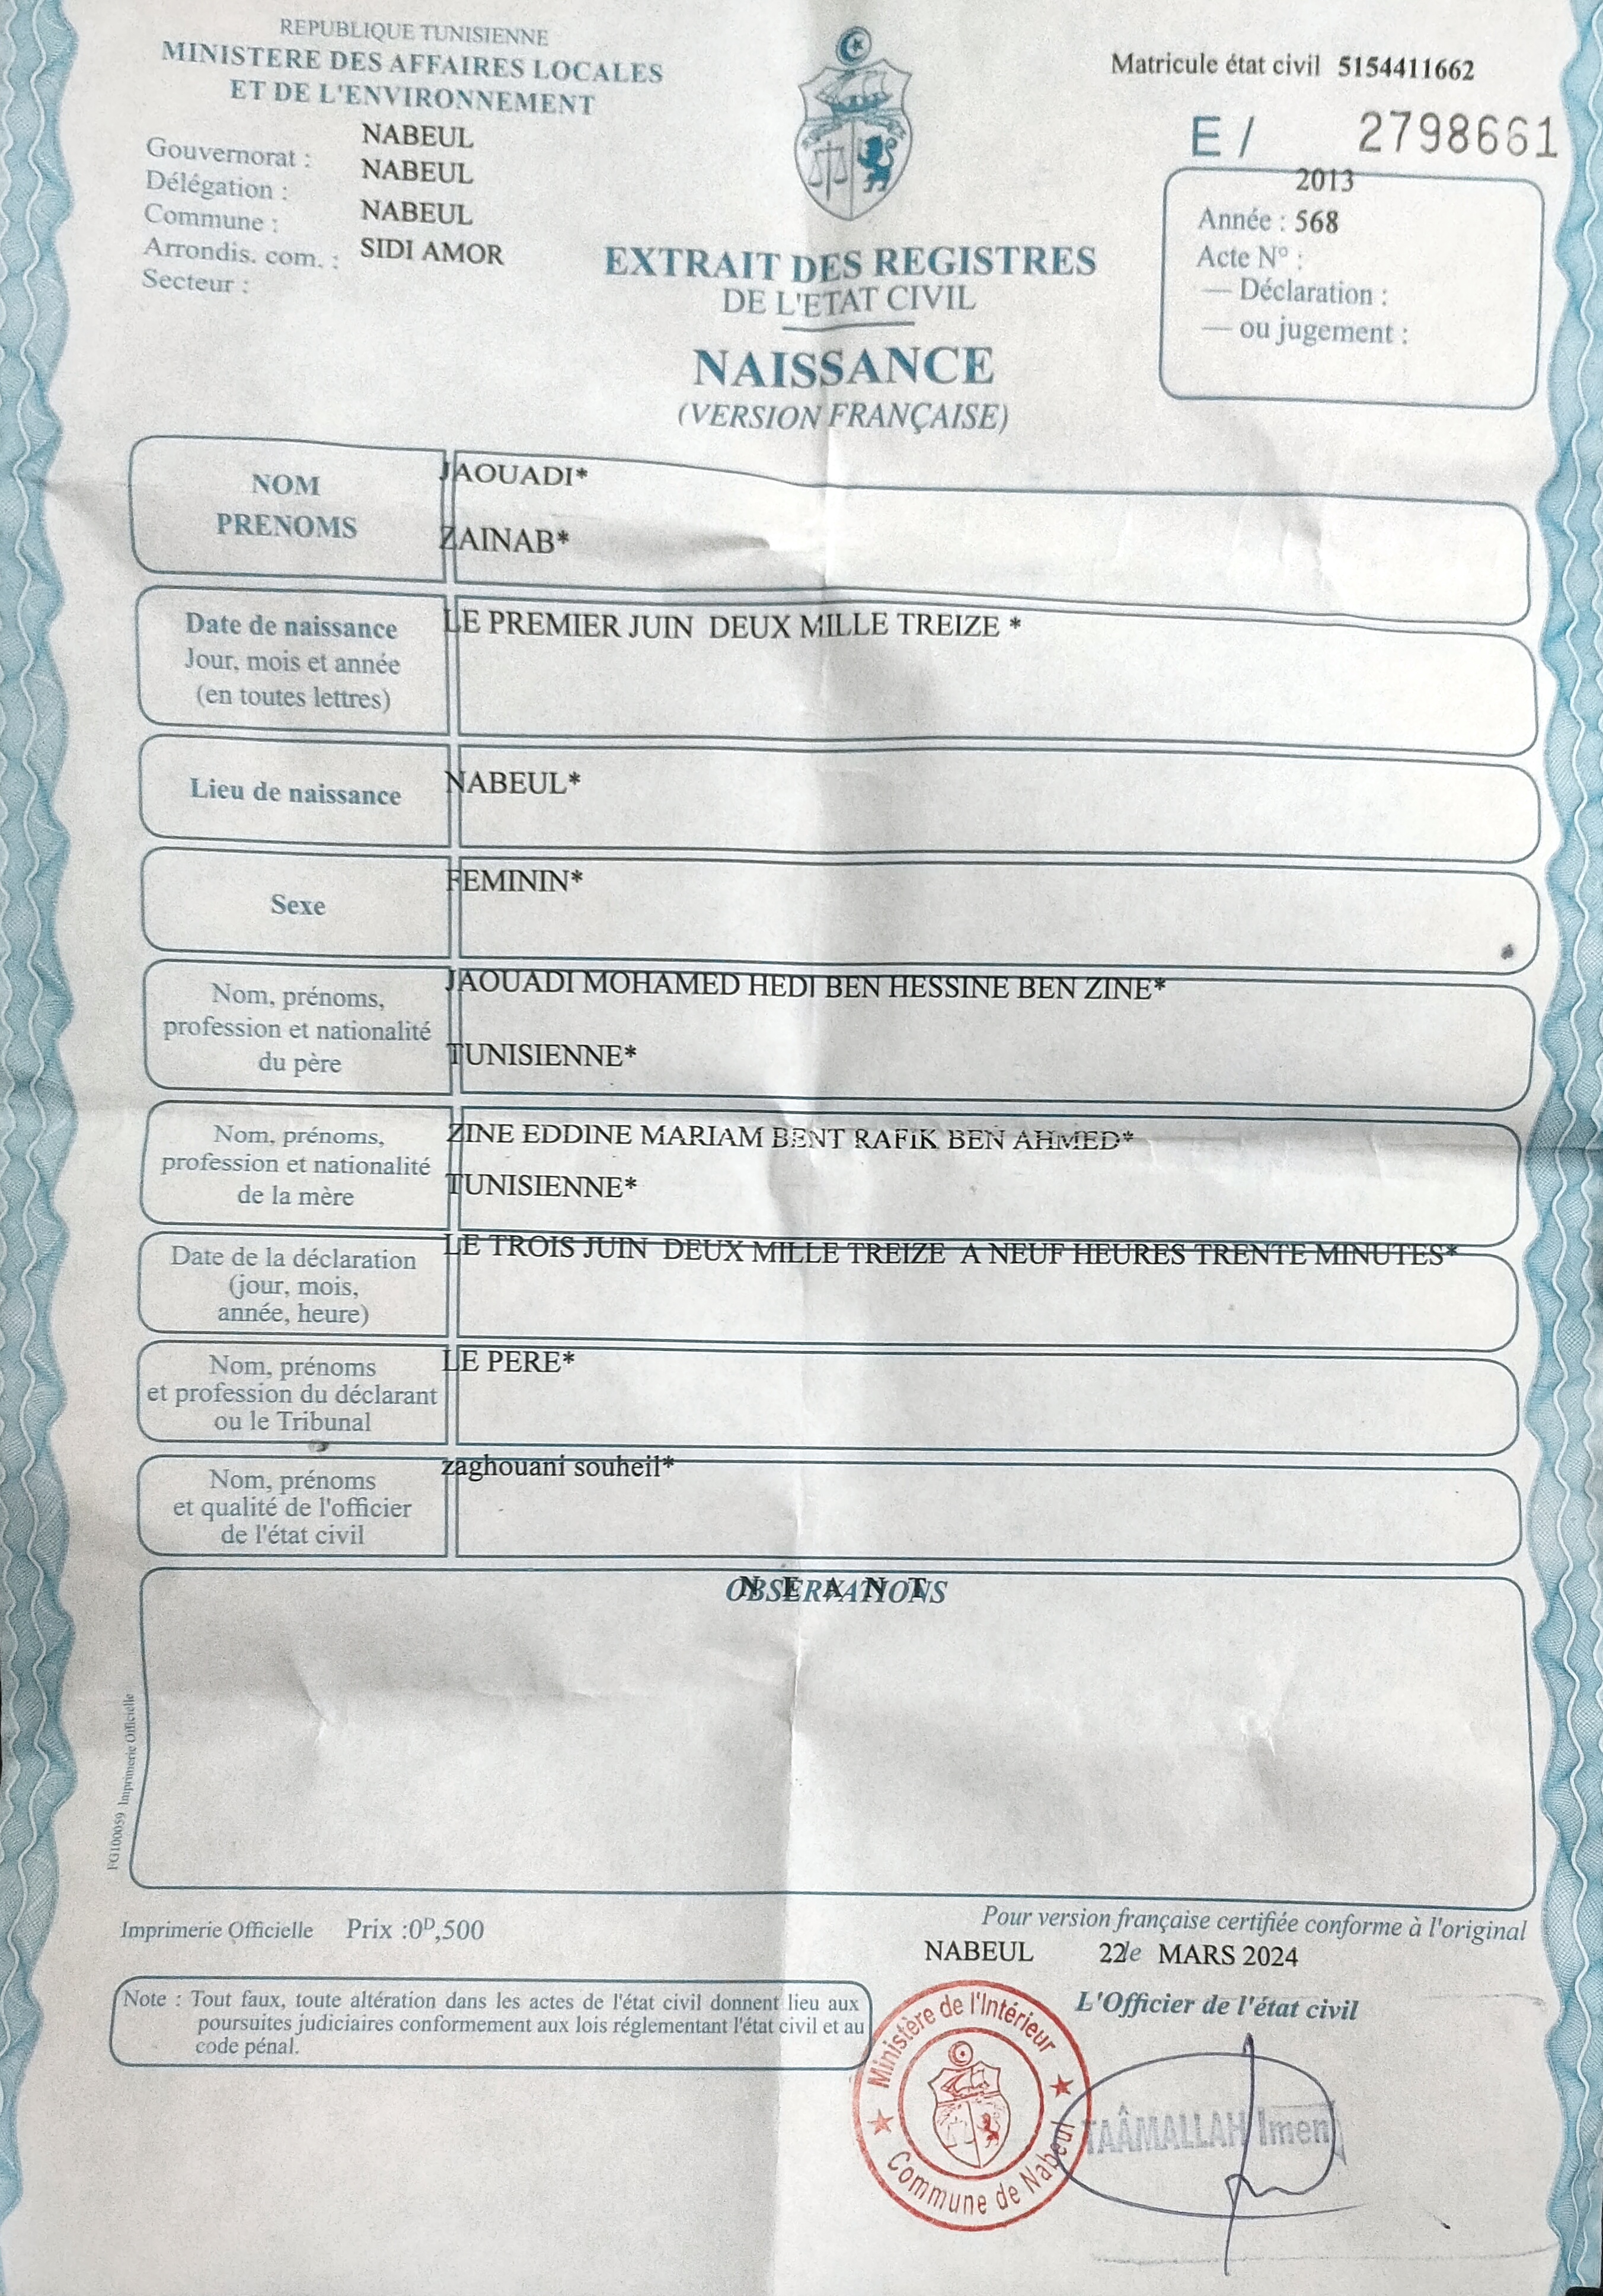 REPUBLIQUE TUNISIENNE
MINISTERE DES AFFAIRES LOCALES
ET DE L'ENVIRONNEMENT
Gouvernorat : NABEUL
Délégation : NABEUL
Commune : NABEUL
Arrondis. com. : SIDI AMOR
Secteur :
Matricule état civil 5154411662
E / 2798661
2013
Année : 568
Acte N° :
— Déclaration :
— ou jugement :
EXTRAIT DES REGISTRES
DE L'ETAT CIVIL
NAISSANCE
(VERSION FRANÇAISE)
NOM JAOUADI*
PRENOMS ZAINAB*
Date de naissance LE PREMIER JUIN DEUX MILLE TREIZE *
Jour, mois et année
(en toutes lettres)
Lieu de naissance NABEUL*
Sexe FEMININ*
Nom, prénoms, JAOUADI MOHAMED HEDI BEN HESSINE BEN ZINE*
profession et nationalité
du père TUNISIENNE*
Nom, prénoms, ZINE EDDINE MARIAM BENT RAFIK BEN AHMED*
profession et nationalité
de la mère TUNISIENNE*
Date de la déclaration LE TROIS JUIN DEUX MILLE TREIZE A NEUF HEURES TRENTE MINUTES*
(jour, mois,
année, heure)
Nom, prénoms LE PERE*
et profession du déclarant
ou le Tribunal
Nom, prénoms zaghouani souheil*
et qualité de l'officier
de l'état civil
OBSERVATIONS
N E A N T
FG100059 Imprimerie Officielle
Imprimerie Officielle Prix :0D,500
Pour version française certifiée conforme à l'original
NABEUL 22le MARS 2024
L'Officier de l'état civil
Note : Tout faux, toute altération dans les actes de l'état civil donnent lieu aux
poursuites judiciaires conformement aux lois réglementant l'état civil et au
code pénal.
Ministère de l'Intérieur
Commune de Nabeul
TAÂMALLAH Imen